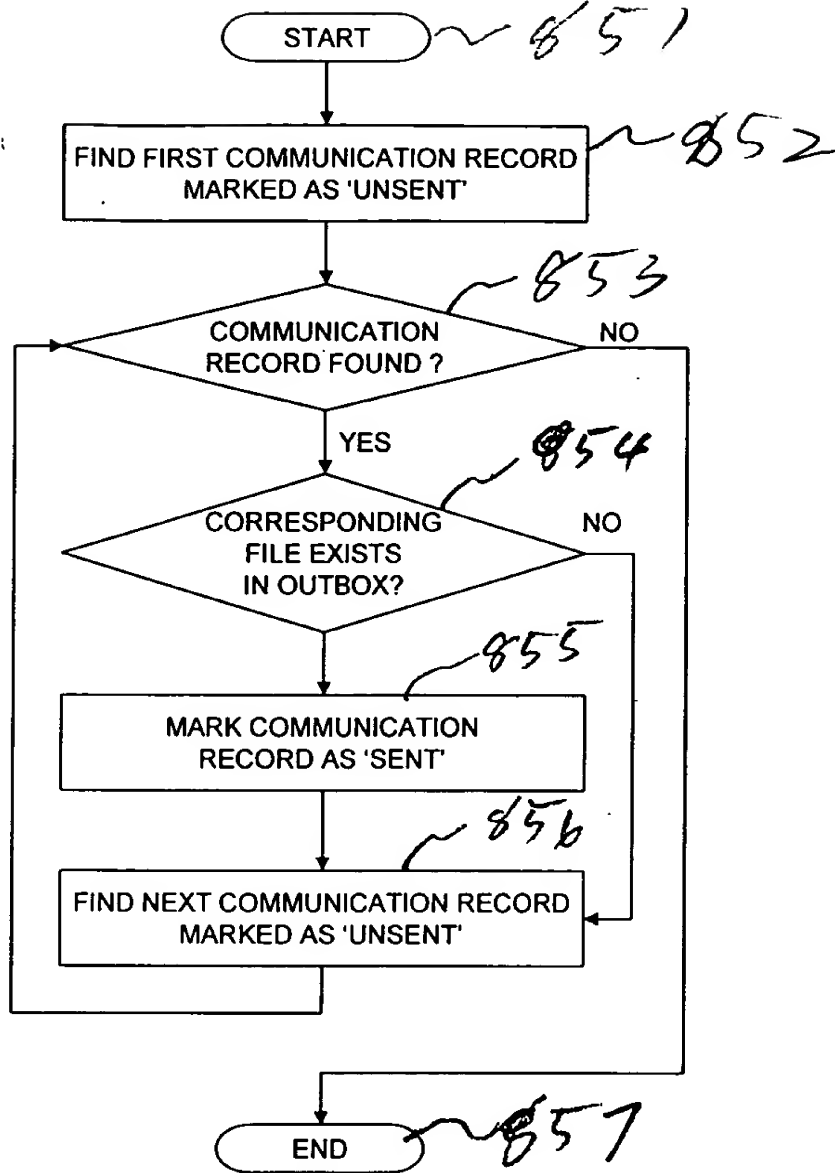 START
851
FIND FIRST COMMUNICATION RECORD
MARKED AS 'UNSENT'
852
853
COMMUNICATION
RECORD FOUND ?
NO
YES
854
CORRESPONDING
FILE EXISTS
IN OUTBOX?
NO
855
MARK COMMUNICATION
RECORD AS 'SENT'
856
FIND NEXT COMMUNICATION RECORD
MARKED AS 'UNSENT'
END
857